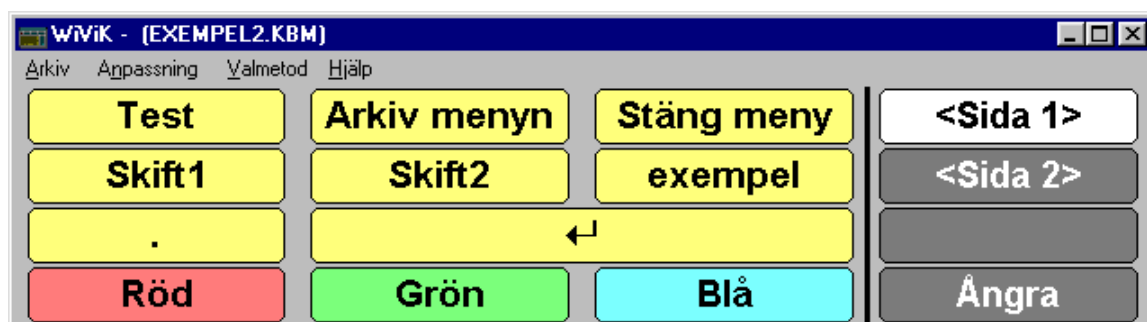 WiViK - (EXEMPEL2.KBM)
Arkiv Anpassning Valmetod Hjälp
Test Arkiv menyn Stäng meny <Sida 1>
Skift1 Skift2 exempel <Sida 2>
. ↵
Röd Grön Blå Ångra